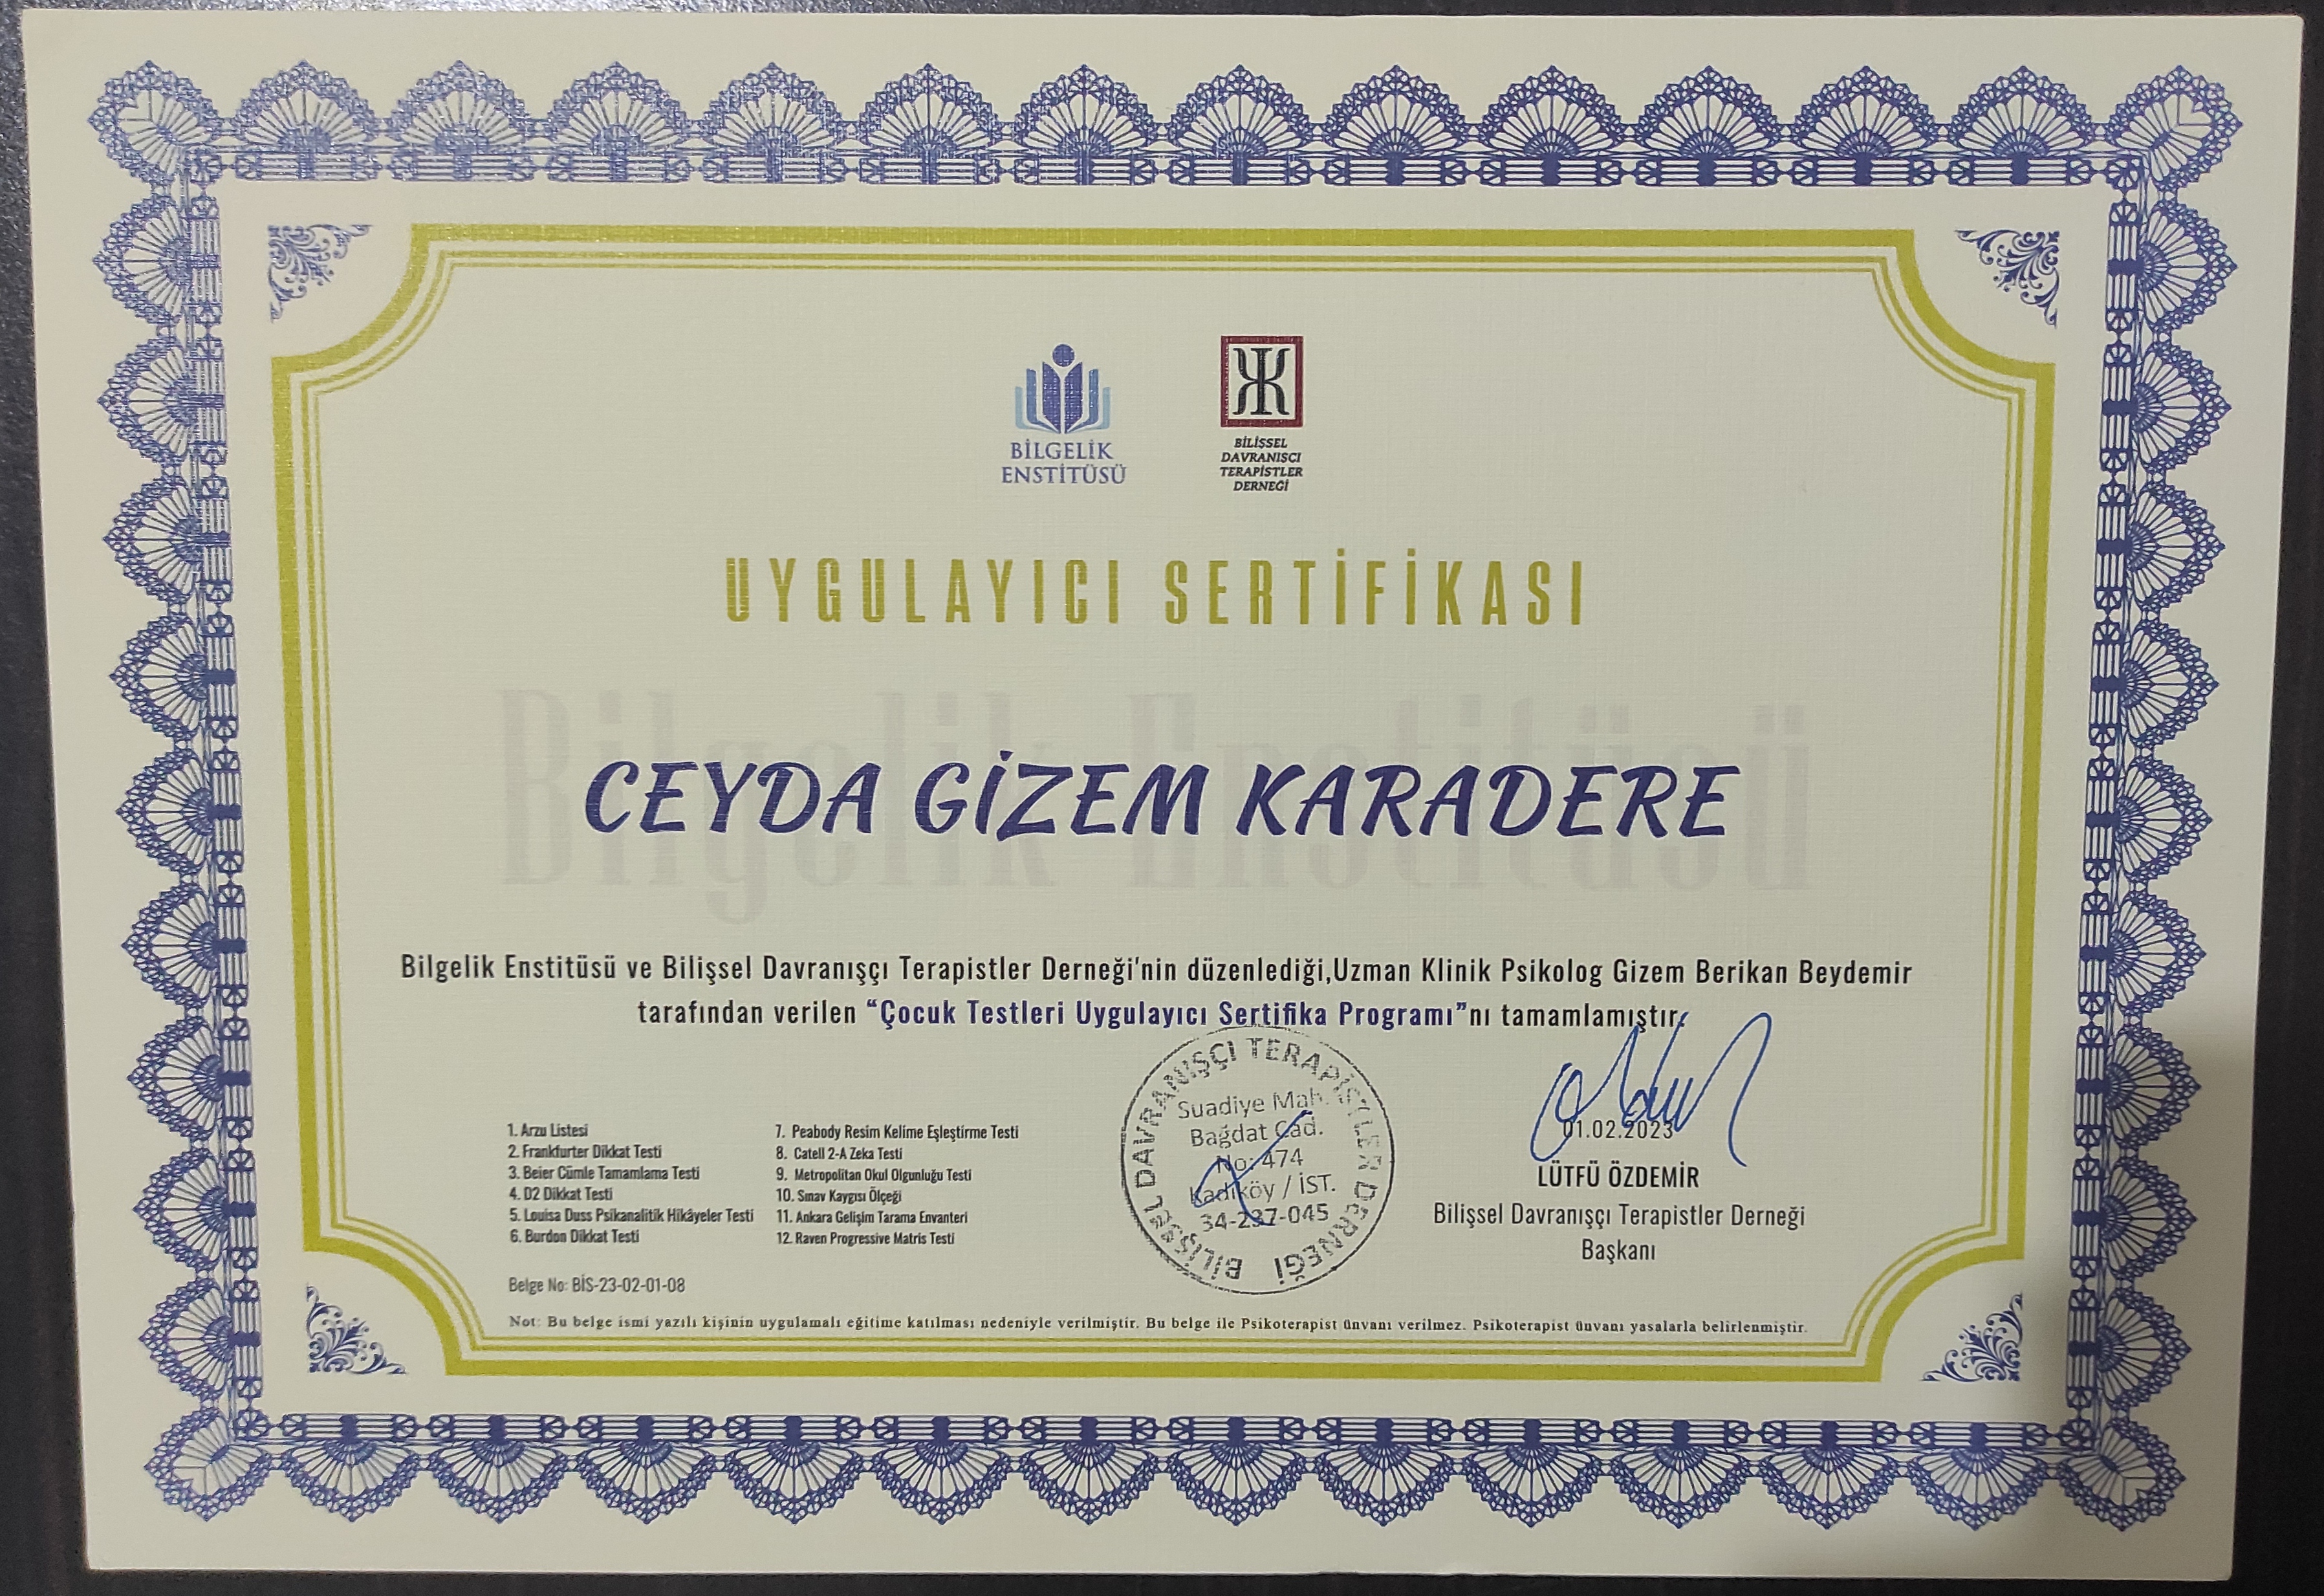 BİLGELİK
ENSTİTÜSÜ
BİLİŞSEL
DAVRANIŞCI
TERAPİSTLER
DERNEĞİ
UYGULAYICI SERTİFİKASI
Bilgelik Enstitüsü
CEYDA GİZEM KARADERE
Bilgelik Enstitüsü ve Bilişsel Davranışçı Terapistler Derneği'nin düzenlediği,Uzman Klinik Psikolog Gizem Berikan Beydemir
tarafından verilen “Çocuk Testleri Uygulayıcı Sertifika Programı”nı tamamlamıştır.
1. Arzu Listesi
2. Frankfurter Dikkat Testi
3. Beier Cümle Tamamlama Testi
4. D2 Dikkat Testi
5. Louisa Duss Psikanalitik Hikâyeler Testi
6. Burdon Dikkat Testi
7. Peabody Resim Kelime Eşleştirme Testi
8. Catell 2-A Zeka Testi
9. Metropolitan Okul Olgunluğu Testi
10. Sınav Kaygısı Ölçeği
11. Ankara Gelişim Tarama Envanteri
12. Raven Progressive Matris Testi
BİLİŞSEL DAVRANIŞÇI TERAPİSTLER DERNEĞİ
Suadiye Mah.
Bağdat Cad.
No: 474
Kadıköy / İST.
34-237-045
01.02.2023
LÜTFÜ ÖZDEMİR
Bilişsel Davranışçı Terapistler Derneği
Başkanı
Belge No: BİS-23-02-01-08
Not: Bu belge ismi yazılı kişinin uygulamalı eğitime katılması nedeniyle verilmiştir. Bu belge ile Psikoterapist ünvanı verilmez. Psikoterapist ünvanı yasalarla belirlenmiştir.